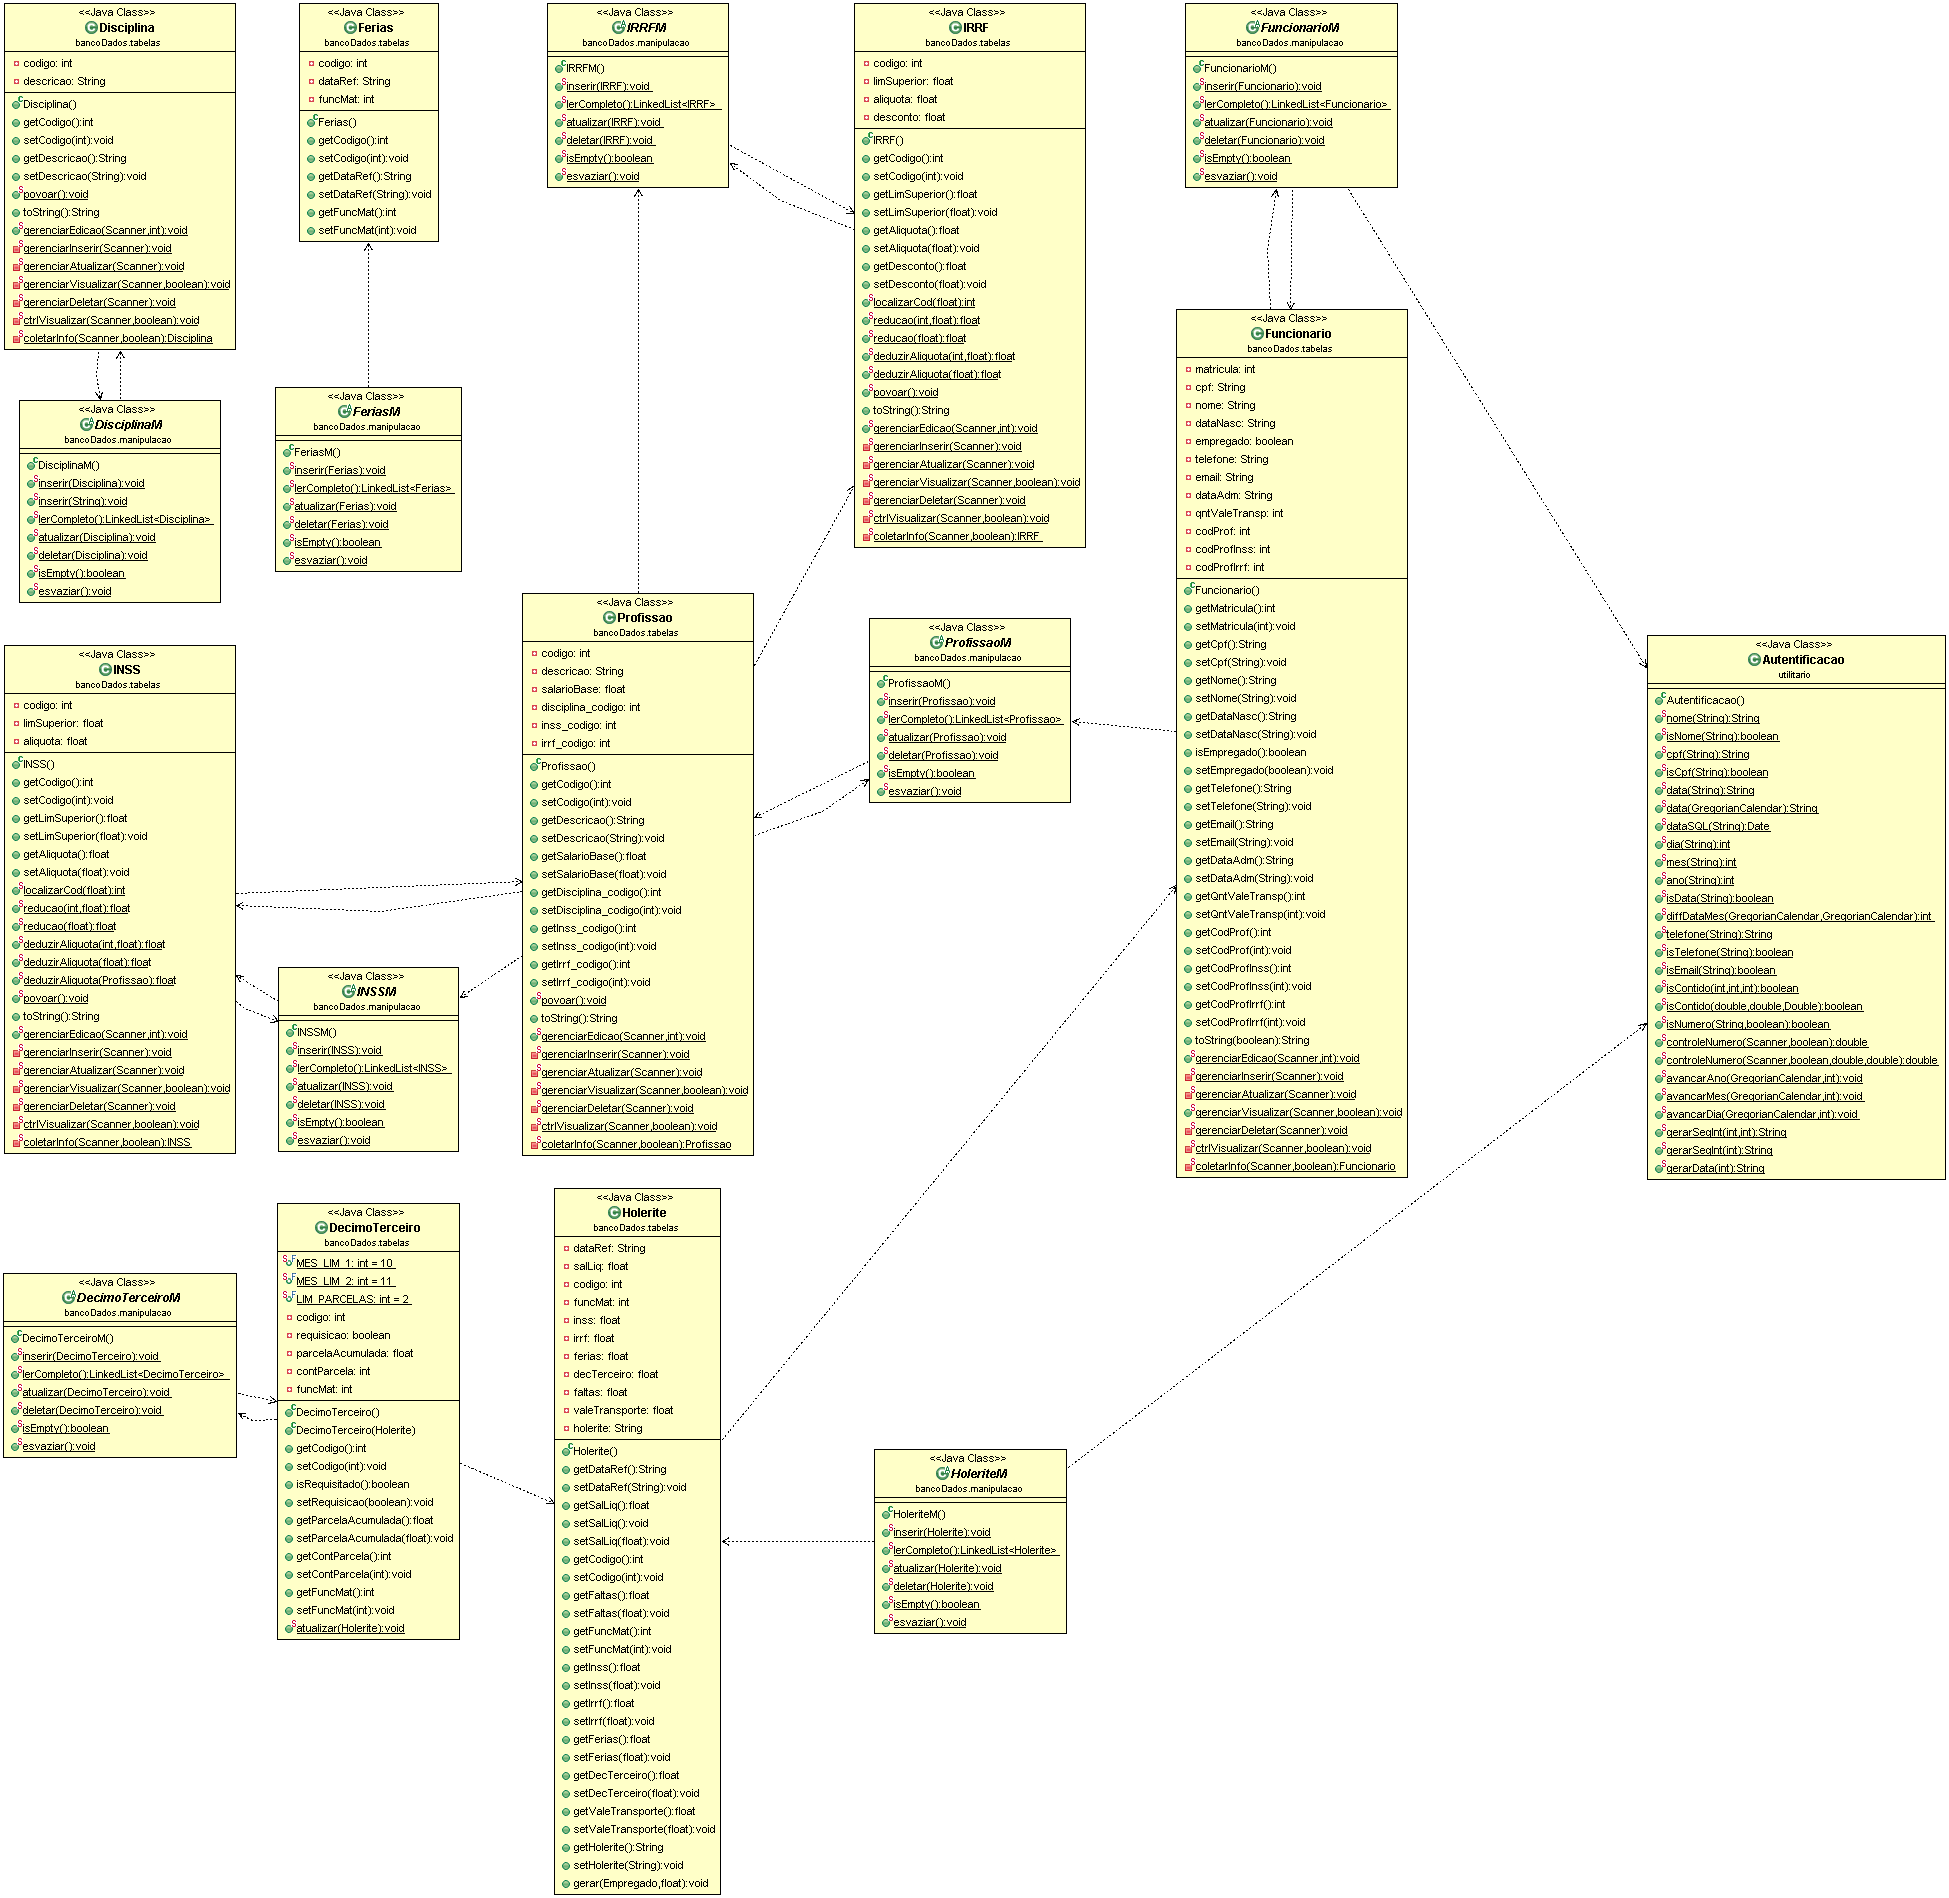 <<Java Class>>
Disciplina
bancoDados.tabelas
codigo: int
descricao: String
Disciplina()
getCodigo():int
setCodigo(int):void
getDescricao():String
setDescricao(String):void
povoar():void
toString():String
gerenciarEdicao(Scanner,int):void
gerenciarInserir(Scanner):void
gerenciarAtualizar(Scanner):void
gerenciarVisualizar(Scanner,boolean):void
gerenciarDeletar(Scanner):void
ctrlVisualizar(Scanner,boolean):void
coletarInfo(Scanner,boolean):Disciplina
<<Java Class>>
Ferias
bancoDados.tabelas
codigo: int
dataRef: String
funcMat: int
Ferias()
getCodigo():int
setCodigo(int):void
getDataRef():String
setDataRef(String):void
getFuncMat():int
setFuncMat(int):void
<<Java Class>>
IRRFM
bancoDados.manipulacao
IRRFM()
inserir(IRRF):void
lerCompleto():LinkedList<IRRF>
atualizar(IRRF):void
deletar(IRRF):void
isEmpty():boolean
esvaziar():void
<<Java Class>>
IRRF
bancoDados.tabelas
codigo: int
limSuperior: float
aliquota: float
desconto: float
IRRF()
getCodigo():int
setCodigo(int):void
getLimSuperior():float
setLimSuperior(float):void
getAliquota():float
setAliquota(float):void
getDesconto():float
setDesconto(float):void
localizarCod(float):int
reducao(int,float):float
reducao(float):float
deduzirAliquota(int,float):float
deduzirAliquota(float):float
povoar():void
toString():String
gerenciarEdicao(Scanner,int):void
gerenciarInserir(Scanner):void
gerenciarAtualizar(Scanner):void
gerenciarVisualizar(Scanner,boolean):void
gerenciarDeletar(Scanner):void
ctrlVisualizar(Scanner,boolean):void
coletarInfo(Scanner,boolean):IRRF
<<Java Class>>
FuncionarioM
bancoDados.manipulacao
FuncionarioM()
inserir(Funcionario):void
lerCompleto():LinkedList<Funcionario>
atualizar(Funcionario):void
deletar(Funcionario):void
isEmpty():boolean
esvaziar():void
<<Java Class>>
DisciplinaM
bancoDados.manipulacao
DisciplinaM()
inserir(Disciplina):void
inserir(String):void
lerCompleto():LinkedList<Disciplina>
atualizar(Disciplina):void
deletar(Disciplina):void
isEmpty():boolean
esvaziar():void
<<Java Class>>
FeriasM
bancoDados.manipulacao
FeriasM()
inserir(Ferias):void
lerCompleto():LinkedList<Ferias>
atualizar(Ferias):void
deletar(Ferias):void
isEmpty():boolean
esvaziar():void
<<Java Class>>
Funcionario
bancoDados.tabelas
matricula: int
cpf: String
nome: String
dataNasc: String
empregado: boolean
telefone: String
email: String
dataAdm: String
qntValeTransp: int
codProf: int
codProfInss: int
codProfIrrf: int
Funcionario()
getMatricula():int
setMatricula(int):void
getCpf():String
setCpf(String):void
getNome():String
setNome(String):void
getDataNasc():String
setDataNasc(String):void
isEmpregado():boolean
setEmpregado(boolean):void
getTelefone():String
setTelefone(String):void
getEmail():String
setEmail(String):void
getDataAdm():String
setDataAdm(String):void
getQntValeTransp():int
setQntValeTransp(int):void
getCodProf():int
setCodProf(int):void
getCodProfInss():int
setCodProfInss(int):void
getCodProfIrrf():int
setCodProfIrrf(int):void
toString(boolean):String
gerenciarEdicao(Scanner,int):void
gerenciarInserir(Scanner):void
gerenciarAtualizar(Scanner):void
gerenciarVisualizar(Scanner,boolean):void
gerenciarDeletar(Scanner):void
ctrlVisualizar(Scanner,boolean):void
coletarInfo(Scanner,boolean):Funcionario
<<Java Class>>
INSS
bancoDados.tabelas
codigo: int
limSuperior: float
aliquota: float
INSS()
getCodigo():int
setCodigo(int):void
getLimSuperior():float
setLimSuperior(float):void
getAliquota():float
setAliquota(float):void
localizarCod(float):int
reducao(int,float):float
reducao(float):float
deduzirAliquota(int,float):float
deduzirAliquota(float):float
deduzirAliquota(Profissao):float
povoar():void
toString():String
gerenciarEdicao(Scanner,int):void
gerenciarInserir(Scanner):void
gerenciarAtualizar(Scanner):void
gerenciarVisualizar(Scanner,boolean):void
gerenciarDeletar(Scanner):void
ctrlVisualizar(Scanner,boolean):void
coletarInfo(Scanner,boolean):INSS
<<Java Class>>
INSSM
bancoDados.manipulacao
INSSM()
inserir(INSS):void
lerCompleto():LinkedList<INSS>
atualizar(INSS):void
deletar(INSS):void
isEmpty():boolean
esvaziar():void
<<Java Class>>
Profissao
bancoDados.tabelas
codigo: int
descricao: String
salarioBase: float
disciplina_codigo: int
inss_codigo: int
irrf_codigo: int
Profissao()
getCodigo():int
setCodigo(int):void
getDescricao():String
setDescricao(String):void
getSalarioBase():float
setSalarioBase(float):void
getDisciplina_codigo():int
setDisciplina_codigo(int):void
getInss_codigo():int
setInss_codigo(int):void
getIrrf_codigo():int
setIrrf_codigo(int):void
povoar():void
toString():String
gerenciarEdicao(Scanner,int):void
gerenciarInserir(Scanner):void
gerenciarAtualizar(Scanner):void
gerenciarVisualizar(Scanner,boolean):void
gerenciarDeletar(Scanner):void
ctrlVisualizar(Scanner,boolean):void
coletarInfo(Scanner,boolean):Profissao
<<Java Class>>
ProfissaoM
bancoDados.manipulacao
ProfissaoM()
inserir(Profissao):void
lerCompleto():LinkedList<Profissao>
atualizar(Profissao):void
deletar(Profissao):void
isEmpty():boolean
esvaziar():void
<<Java Class>>
Autentificacao
utilitario
Autentificacao()
nome(String):String
isNome(String):boolean
cpf(String):String
isCpf(String):boolean
data(String):String
data(GregorianCalendar):String
dataSQL(String):Date
dia(String):int
mes(String):int
ano(String):int
isData(String):boolean
diffDataMes(GregorianCalendar,GregorianCalendar):int
telefone(String):String
isTelefone(String):boolean
isEmail(String):boolean
isContido(int,int,int):boolean
isContido(double,double,Double):boolean
isNumero(String,boolean):boolean
controleNumero(Scanner,boolean):double
controleNumero(Scanner,boolean,double,double):double
avancarAno(GregorianCalendar,int):void
avancarMes(GregorianCalendar,int):void
avancarDia(GregorianCalendar,int):void
gerarSeqInt(int,int):String
gerarSeqInt(int):String
gerarData(int):String
<<Java Class>>
DecimoTerceiroM
bancoDados.manipulacao
DecimoTerceiroM()
inserir(DecimoTerceiro):void
lerCompleto():LinkedList<DecimoTerceiro>
atualizar(DecimoTerceiro):void
deletar(DecimoTerceiro):void
isEmpty():boolean
esvaziar():void
<<Java Class>>
DecimoTerceiro
bancoDados.tabelas
MES_LIM_1: int = 10
MES_LIM_2: int = 11
LIM_PARCELAS: int = 2
codigo: int
requisicao: boolean
parcelaAcumulada: float
contParcela: int
funcMat: int
DecimoTerceiro()
DecimoTerceiro(Holerite)
getCodigo():int
setCodigo(int):void
isRequisitado():boolean
setRequisicao(boolean):void
getParcelaAcumulada():float
setParcelaAcumulada(float):void
getContParcela():int
setContParcela(int):void
getFuncMat():int
setFuncMat(int):void
atualizar(Holerite):void
<<Java Class>>
Holerite
bancoDados.tabelas
dataRef: String
salLiq: float
codigo: int
funcMat: int
inss: float
irrf: float
ferias: float
decTerceiro: float
faltas: float
valeTransporte: float
holerite: String
Holerite()
getDataRef():String
setDataRef(String):void
getSalLiq():float
setSalLiq():void
setSalLiq(float):void
getCodigo():int
setCodigo(int):void
getFaltas():float
setFaltas(float):void
getFuncMat():int
setFuncMat(int):void
getInss():float
setInss(float):void
getIrrf():float
setIrrf(float):void
getFerias():float
setFerias(float):void
getDecTerceiro():float
setDecTerceiro(float):void
getValeTransporte():float
setValeTransporte(float):void
getHolerite():String
setHolerite(String):void
gerar(Empregado,float):void
<<Java Class>>
HoleriteM
bancoDados.manipulacao
HoleriteM()
inserir(Holerite):void
lerCompleto():LinkedList<Holerite>
atualizar(Holerite):void
deletar(Holerite):void
isEmpty():boolean
esvaziar():void